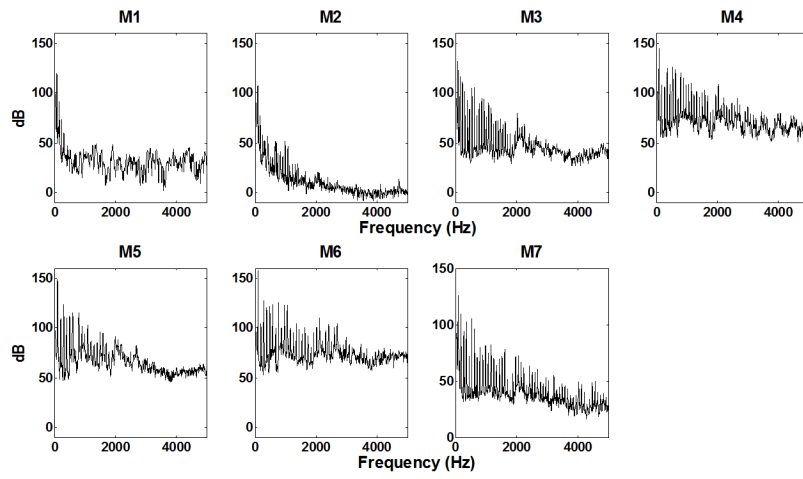 M1 M2 M3 M4
150 150 150 150
100 100 100 100
50 50 50 50
0 0 0 0
dB
0 2000 4000 0 2000 4000 0 2000 4000 0 2000 4000
Frequency (Hz)
M5 M6 M7
150 150 150
100 100 100
50 50 50
0 0 0
dB
0 2000 4000 0 2000 4000 0 2000 4000
Frequency (Hz)